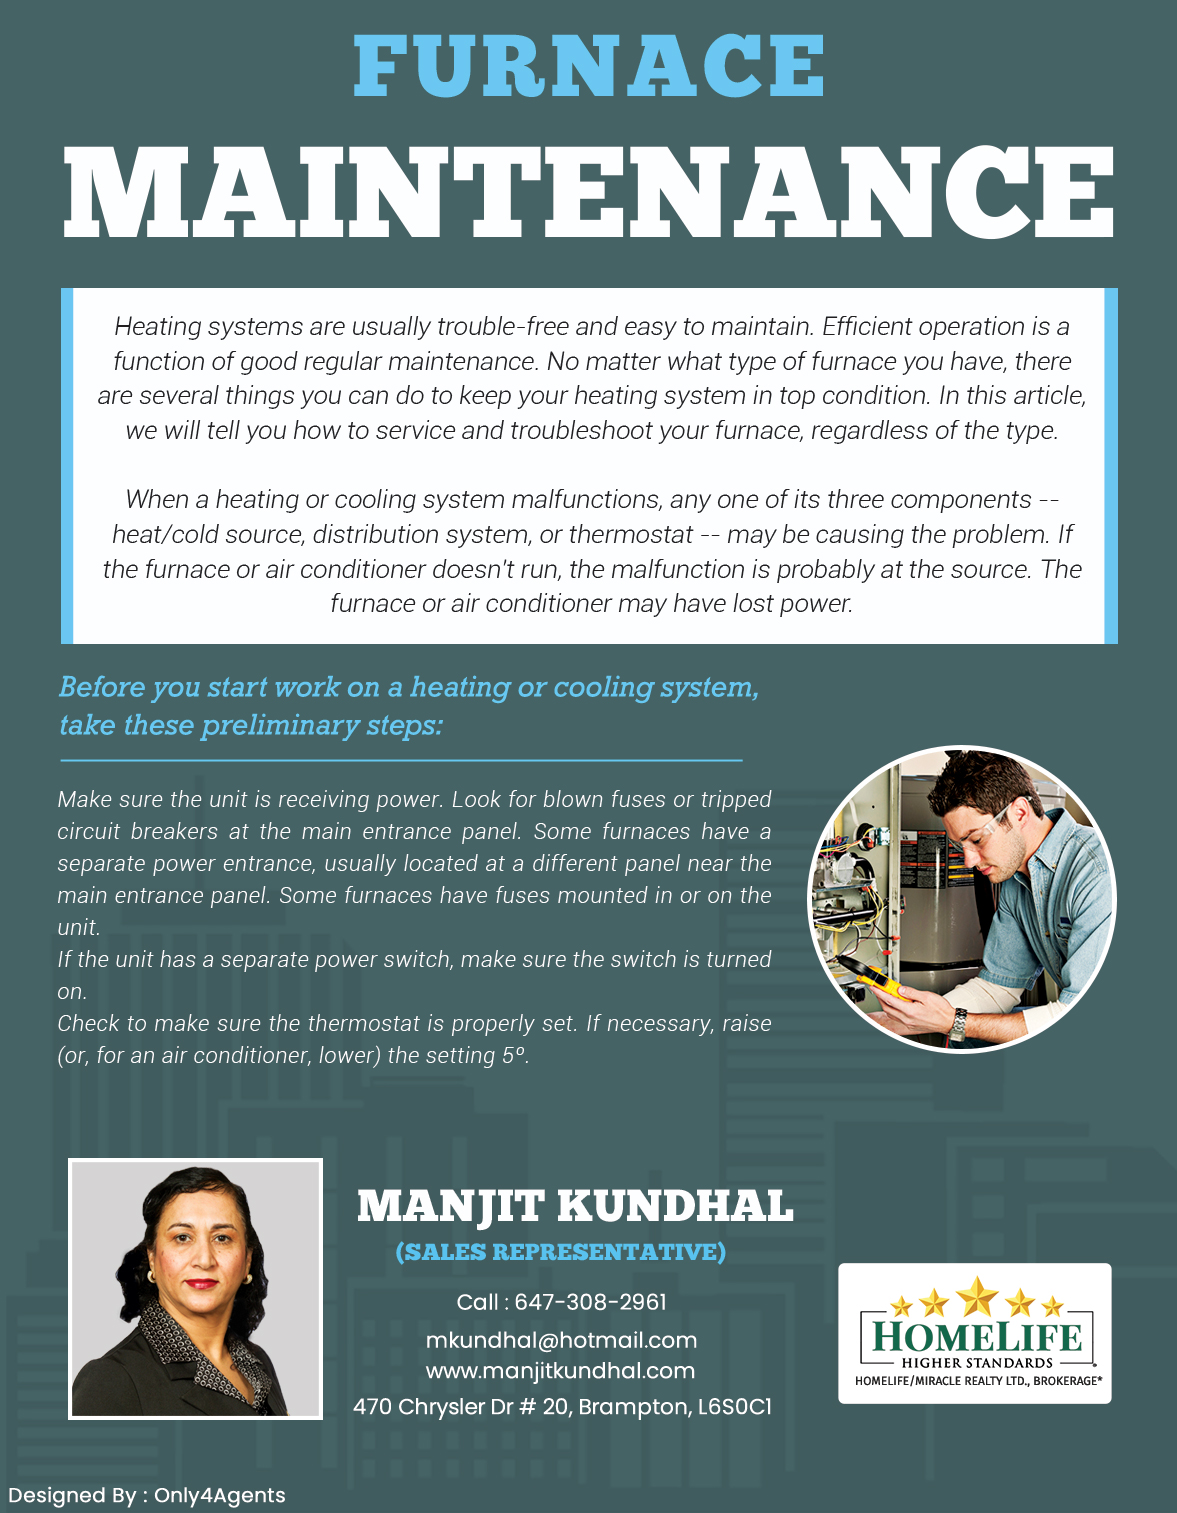 FURNACE
MAINTENANCE
Heating systems are usually trouble-free and easy to maintain. Efficient operation is a
function of good regular maintenance. No matter what type of furnace you have, there
are several things you can do to keep your heating system in top condition. In this article,
we will tell you how to service and troubleshoot your furnace, regardless of the type.
When a heating or cooling system malfunctions, any one of its three components --
heat/cold source, distribution system, or thermostat -- may be causing the problem. If
the furnace or air conditioner doesn't run, the malfunction is probably at the source. The
furnace or air conditioner may have lost power.
Before you start work on a heating or cooling system,
take these preliminary steps:
Make sure the unit is receiving power. Look for blown fuses or tripped
circuit breakers at the main entrance panel. Some furnaces have a
separate power entrance, usually located at a different panel near the
main entrance panel. Some furnaces have fuses mounted in or on the
unit.
If the unit has a separate power switch, make sure the switch is turned
on.
Check to make sure the thermostat is properly set. If necessary, raise
(or, for an air conditioner, lower) the setting 5º.
MANJIT KUNDHAL
(SALES REPRESENTATIVE)
Call : 647-308-2961
mkundhal@hotmail.com
www.manjitkundhal.com
470 Chrysler Dr # 20, Brampton, L6S0C1
HOMELIFE
HIGHER STANDARDS
HOMELIFE/MIRACLE REALTY LTD., BROKERAGE*
Designed By : Only4Agents